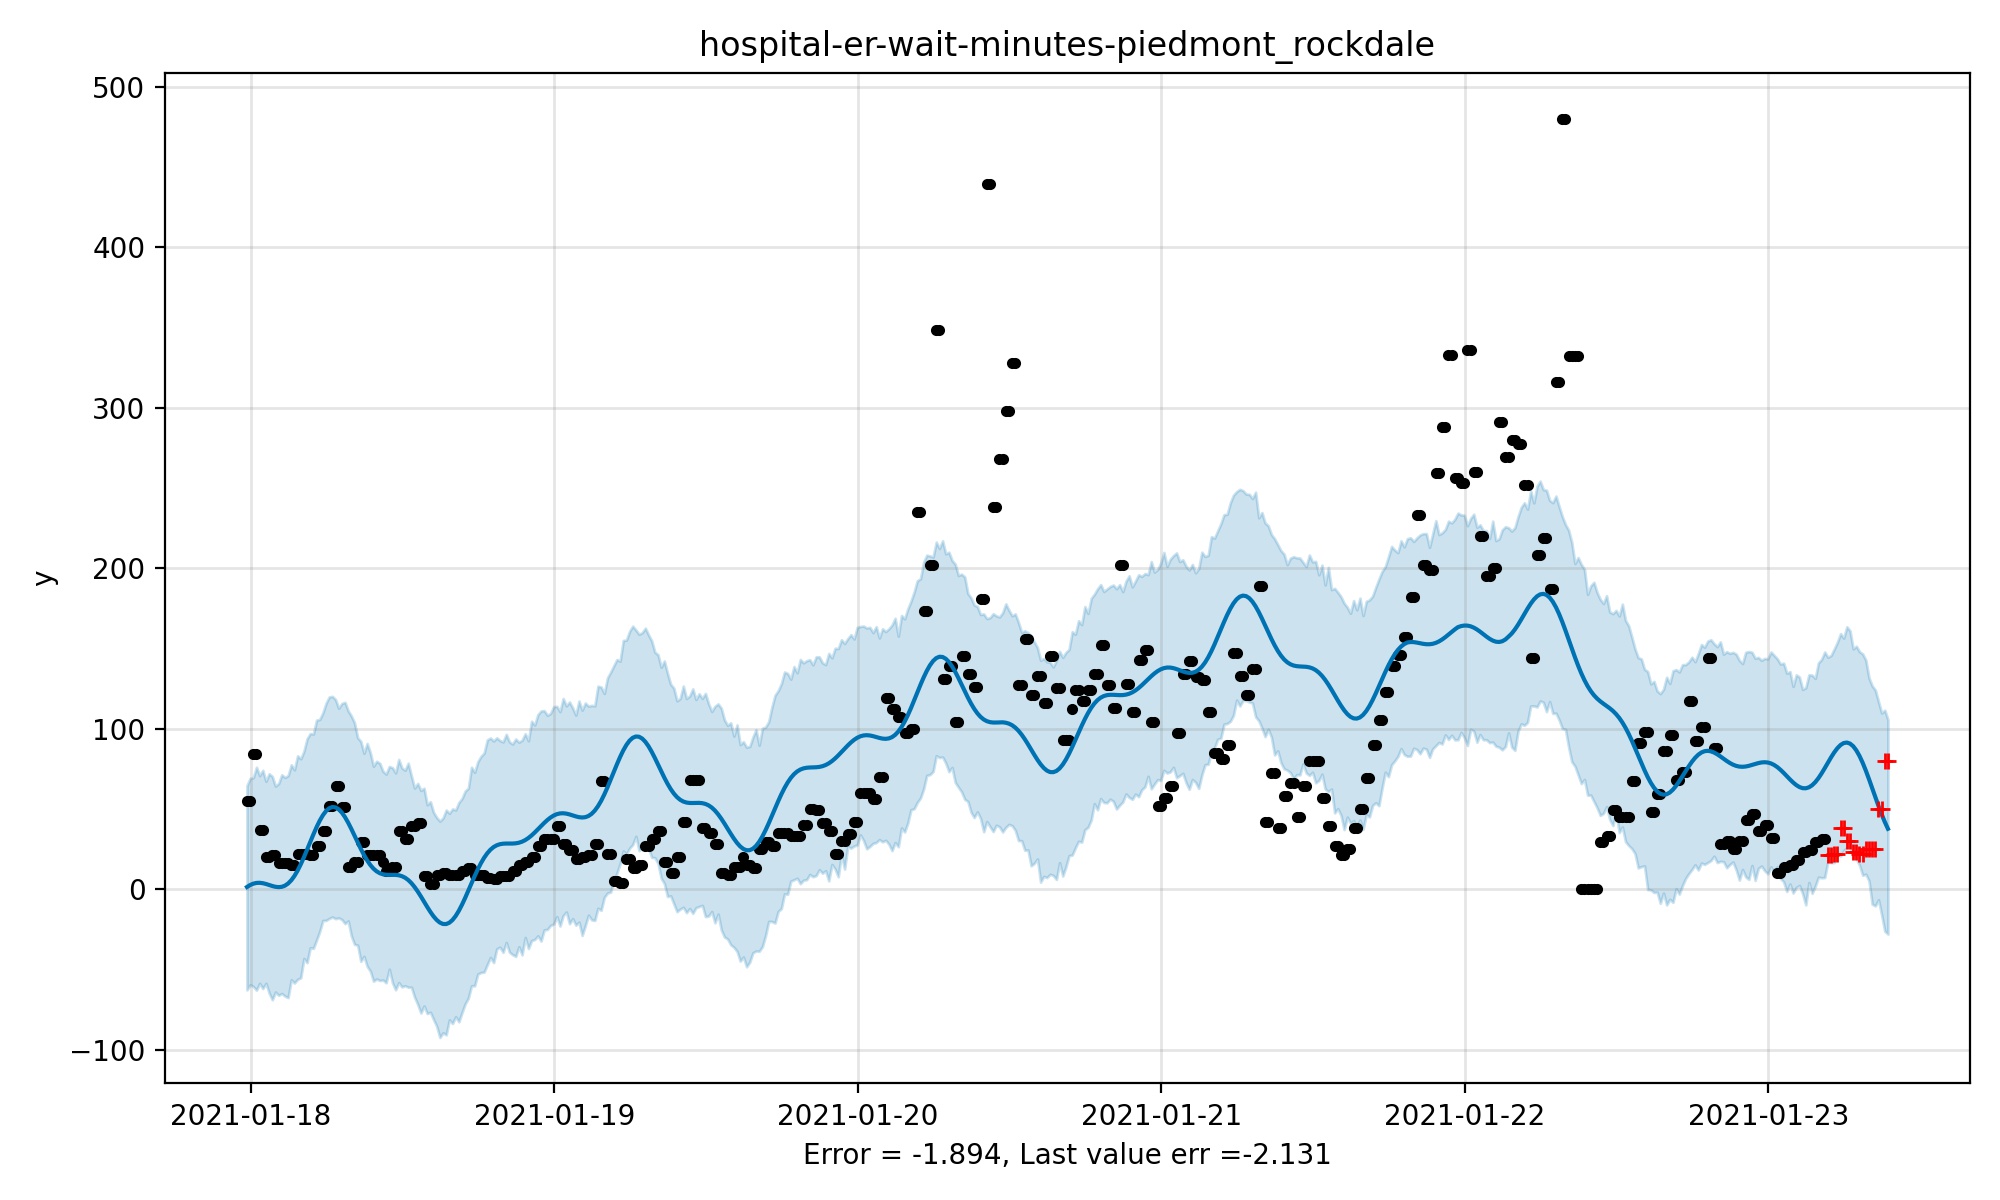 hospital-er-wait-minutes-piedmont_rockdale
500
400
300
200
100
0
−100
y
2021-01-18 2021-01-19 2021-01-20 2021-01-21 2021-01-22 2021-01-23
Error = -1.894, Last value err =-2.131